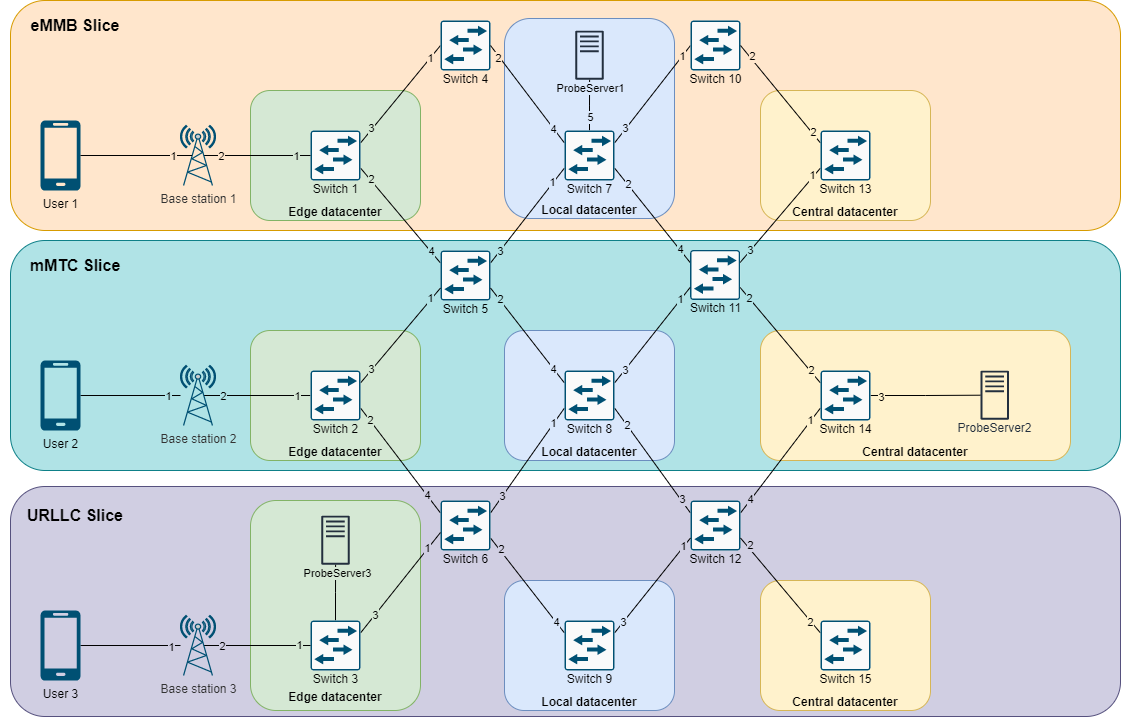 eMMB Slice
Switch 4
Switch 10
ProbeServer1
1
2
1
2
5
3
4
3
2
User 1
1
2
Base station 1
1
Switch 1
2
Edge datacenter
1
Switch 7
2
Local datacenter
1
Switch 13
Central datacenter
mMTC Slice
4
3
4
3
Switch 5
Switch 11
1
2
1
2
3
4
3
2
User 2
1
2
Base station 2
1
Switch 2
2
Edge datacenter
1
Switch 8
2
Local datacenter
1
Switch 14
3
ProbeServer2
Central datacenter
URLLC Slice
4
3
3
4
Switch 6
Switch 12
1
2
1
2
ProbeServer3
3
4
3
2
User 3
1
2
Base station 3
1
Switch 3
Edge datacenter
Switch 9
Local datacenter
Switch 15
Central datacenter